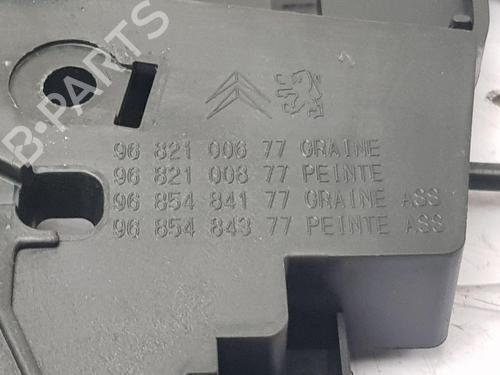 96 821 006 77 GRAINE
96 821 008 77 PEINTE
96 854 841 77 GRAINE ASS
96 854 843 77 PEINTE ASS
B-PARTS